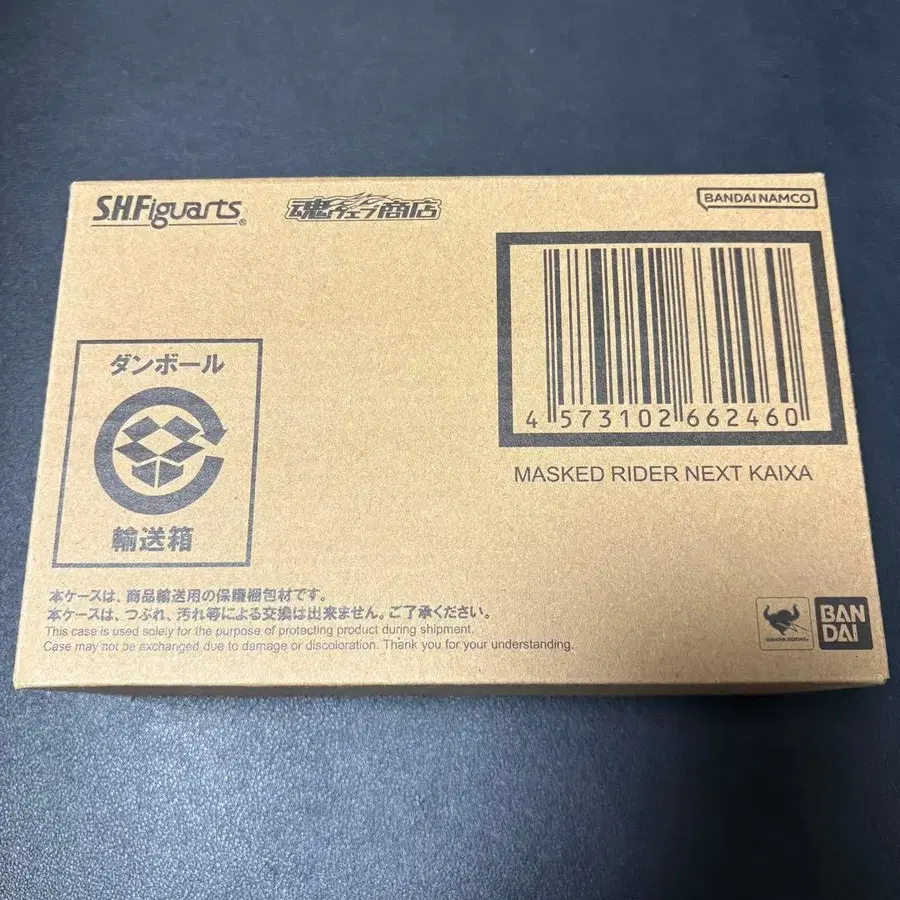 S.H.Figuarts®
魂ウェブ商店
BANDAI NAMCO
4 573102 662460
MASKED RIDER NEXT KAIXA
ダンボール
輸送箱
本ケースは、商品輸送用の保護梱包材です。
本ケースは、つぶれ、汚れ等による交換は出来ません。ご了承ください。
This case is used solely for the purpose of protecting product during shipment.
Case may not be exchanged due to damage or discoloration. Thank you for your understanding.
BAN
DAI